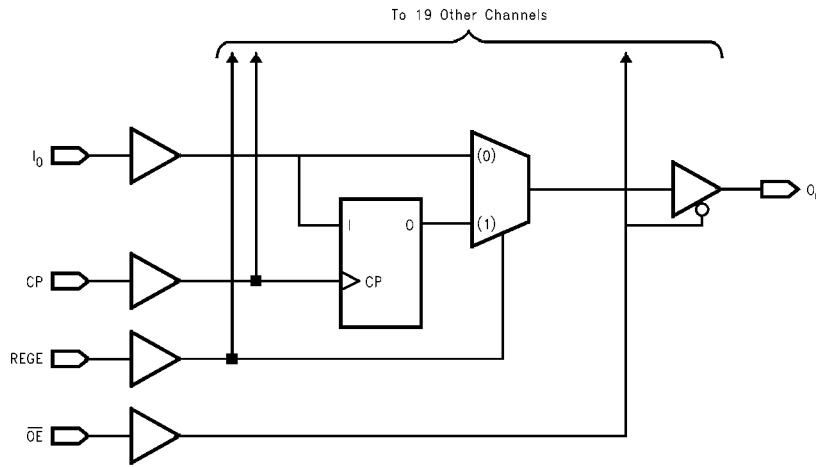 To 19 Other Channels
I0
(0)
I
O
(1)
CP
CP
REGE
OE